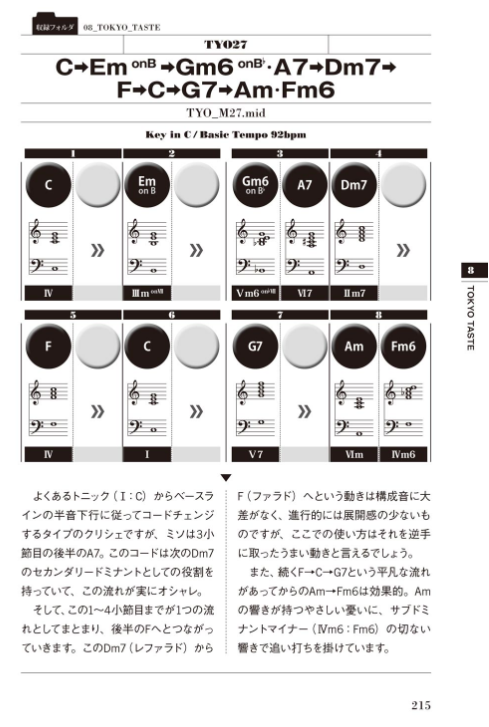 収録フォルダ 08_TOKYO_TASTE
TYO27
C→Em onB→Gm6 onB♭·A7→Dm7→
F→C→G7→Am·Fm6
TYO_M27.mid
Key in C / Basic Tempo 92bpm
1 2 3 4
C Em onB Gm6 onB♭ A7 Dm7
Ⅳ Ⅲm onⅦ Ⅴm6 on♭Ⅶ Ⅵ7 Ⅱm7
5 6 7 8
F C G7 Am Fm6
Ⅳ Ⅰ Ⅴ7 Ⅵm Ⅳm6
8
TOKYO TASTE
よくあるトニック（Ⅰ：C）からベースラ
インの半音下行に従ってコードチェンジ
するタイプのクリシェですが、ミソは3小
節目の後半のA7。このコードは次のDm7
のセカンダリードミナントとしての役割を
持っていて、この流れが実にオシャレ。
そして、この1〜4小節目までが1つの流
れとしてまとまり、後半のFへとつながっ
ていきます。このDm7（レファラド）から
F（ファラド）へという動きは構成音に大
差がなく、進行的には展開感の少ないも
のですが、ここでの使い方はそれを逆手
に取ったうまい動きと言えるでしょう。
また、続くF→C→G7という平凡な流れ
があってからのAm→Fm6は効果的。Am
の響きが持つやさしい憂いに、サブドミ
ナントマイナー（Ⅳm6：Fm6）の切ない
響きで追い打ちを掛けています。
215